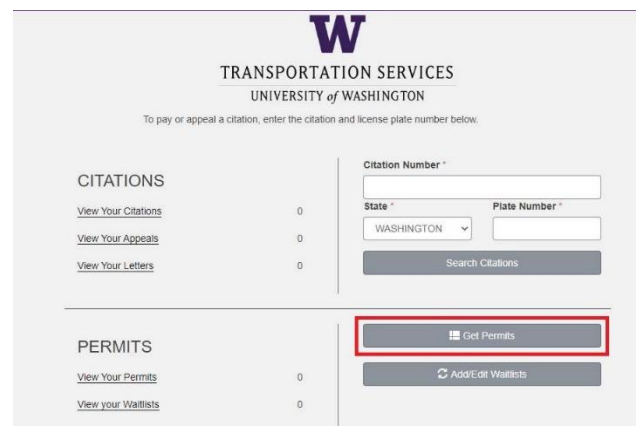 W
TRANSPORTATION SERVICES
UNIVERSITY of WASHINGTON
To pay or appeal a citation, enter the citation and license plate number below.
CITATIONS
View Your Citations 0
View Your Appeals 0
View Your Letters 0
Citation Number *
State * Plate Number *
WASHINGTON
Search Citations
PERMITS
View Your Permits 0
View your Waitlists 0
Get Permits
Add/Edit Waitlists